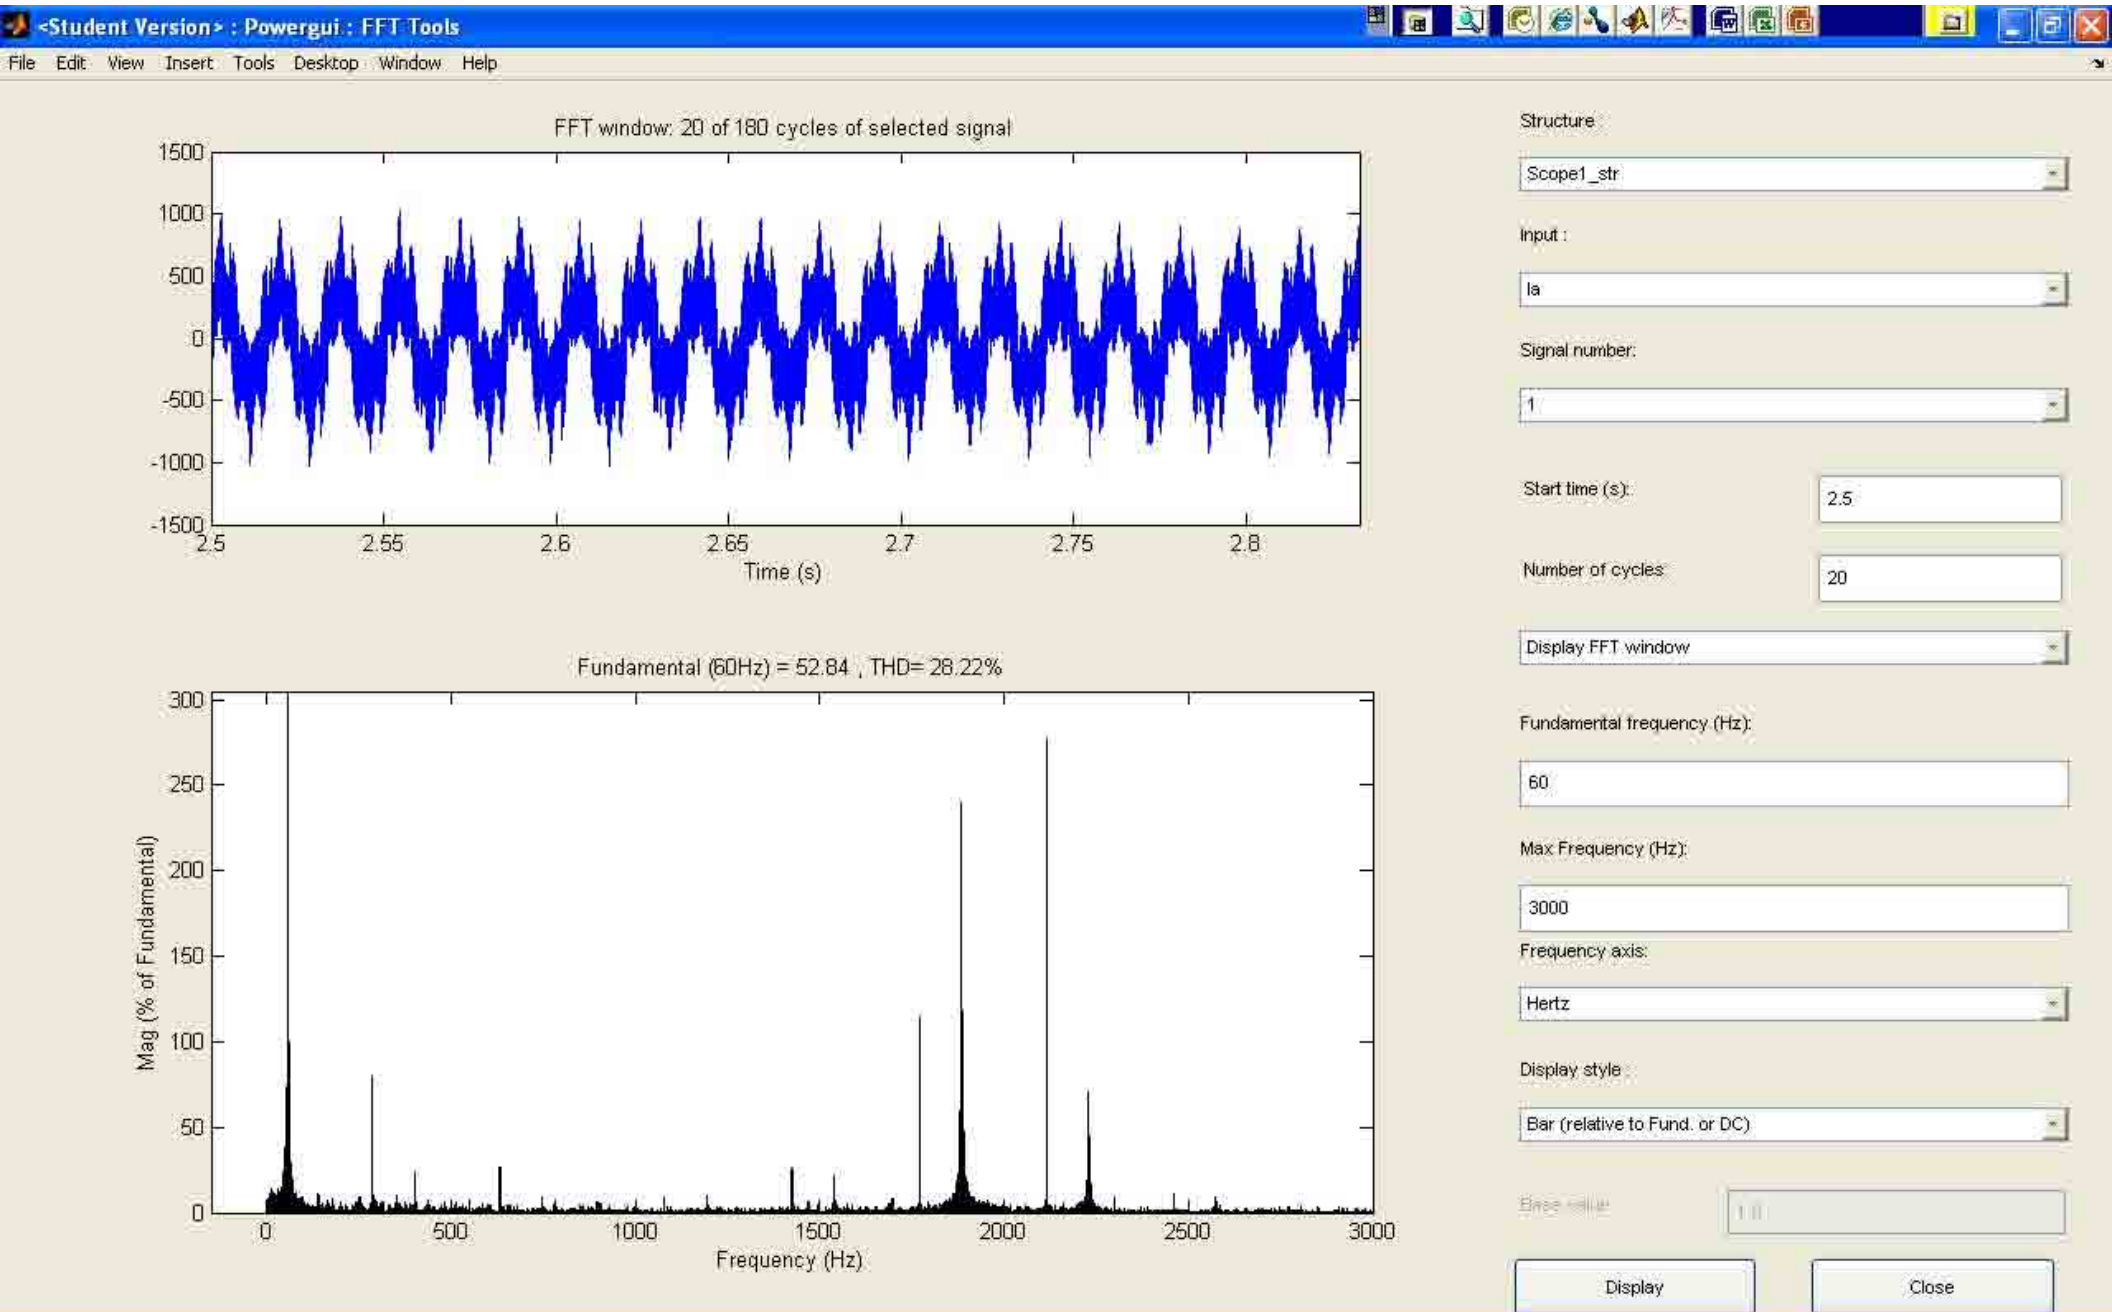 <Student Version> : Powergui : FFT Tools
File Edit View Insert Tools Desktop Window Help
FFT window: 20 of 180 cycles of selected signal
1500
1000
500
0
-500
-1000
-1500
2.5 2.55 2.6 2.65 2.7 2.75 2.8
Time (s)
Fundamental (60Hz) = 52.84 , THD= 28.22%
Mag (% of Fundamental)
300
250
200
150
100
50
0
0 500 1000 1500 2000 2500 3000
Frequency (Hz)
Structure :
Scope1_str
Input :
Ia
Signal number:
1
Start time (s):
2.5
Number of cycles:
20
Display FFT window
Fundamental frequency (Hz):
60
Max Frequency (Hz):
3000
Frequency axis:
Hertz
Display style :
Bar (relative to Fund. or DC)
Base value:
1.0
Display
Close